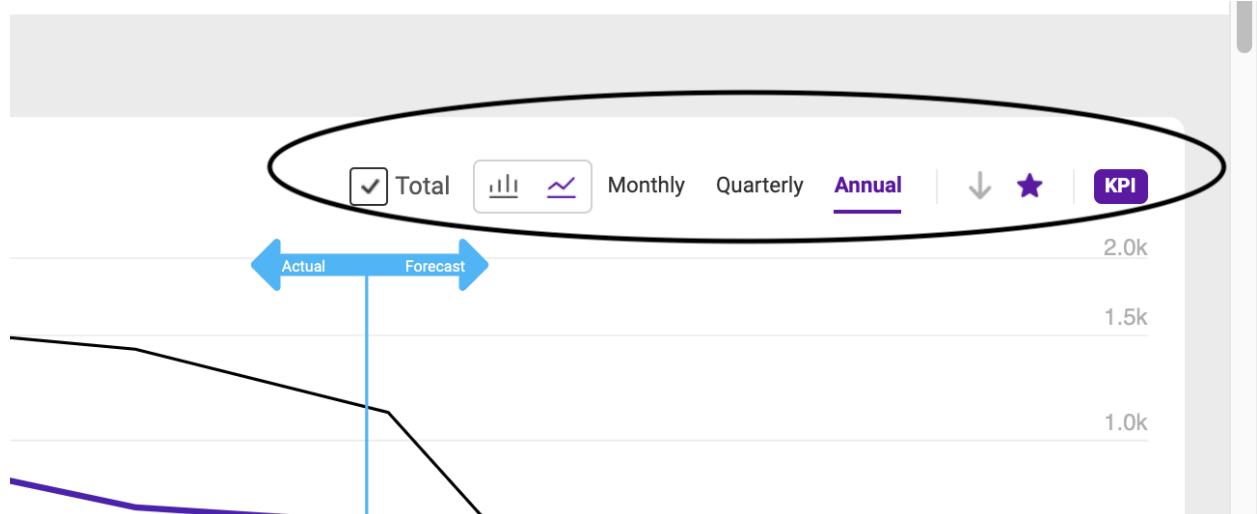 Total Monthly Quarterly Annual KPI
2.0k
Actual Forecast
1.5k
1.0k